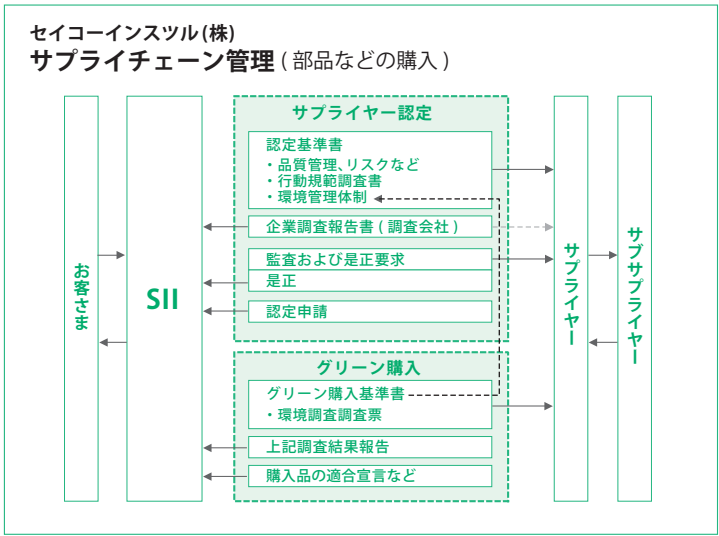 セイコーインスツル(株)
サプライチェーン管理 ( 部品などの購入 )
お客さま
SII
サプライヤー認定
認定基準書
・品質管理、リスクなど
・行動規範調査書
・環境管理体制
企業調査報告書 ( 調査会社 )
監査および是正要求
是正
認定申請
グリーン購入
グリーン購入基準書
・環境調査調査票
上記調査結果報告
購入品の適合宣言など
サプライヤー
サブサプライヤー